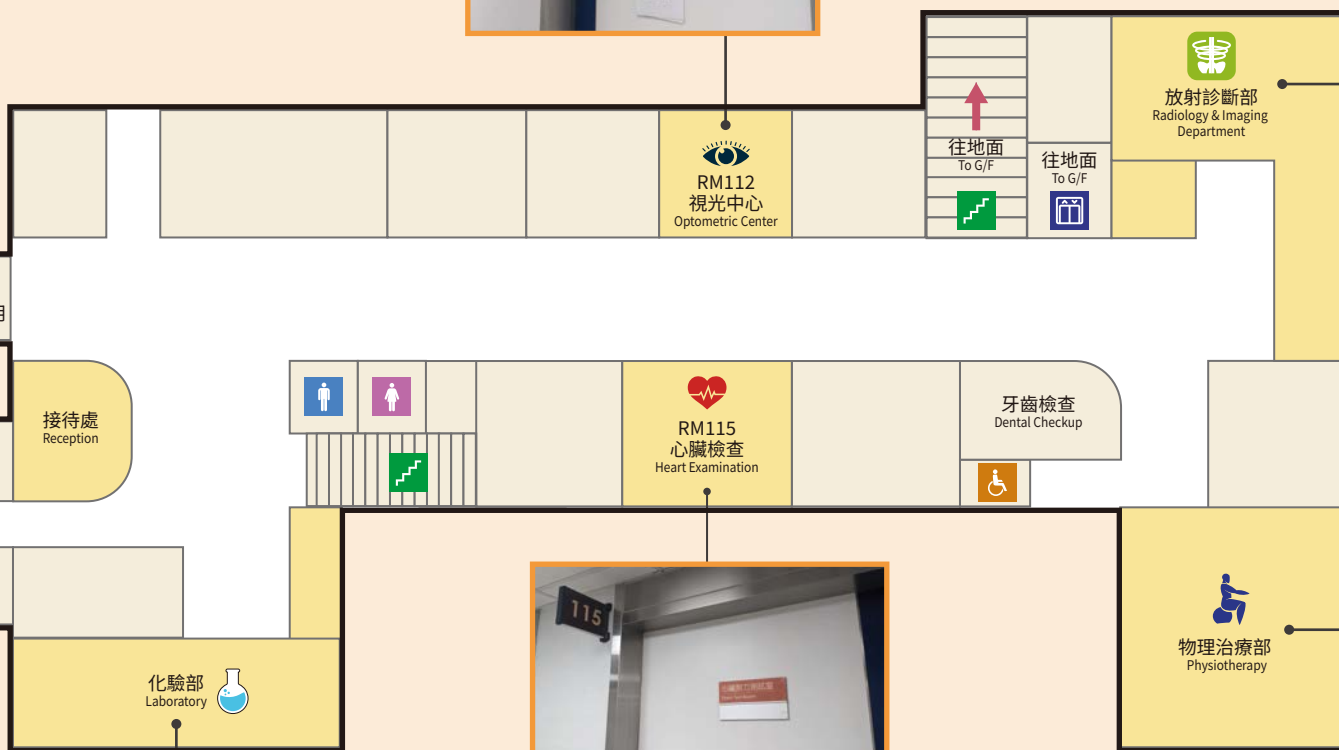 放射診斷部
Radiology & Imaging
Department
往地面
To G/F
往地面
To G/F
RM112
視光中心
Optometric Center
接待處
Reception
RM115
心臟檢查
Heart Examination
牙齒檢查
Dental Checkup
115
物理治療部
Physiotherapy
化驗部
Laboratory